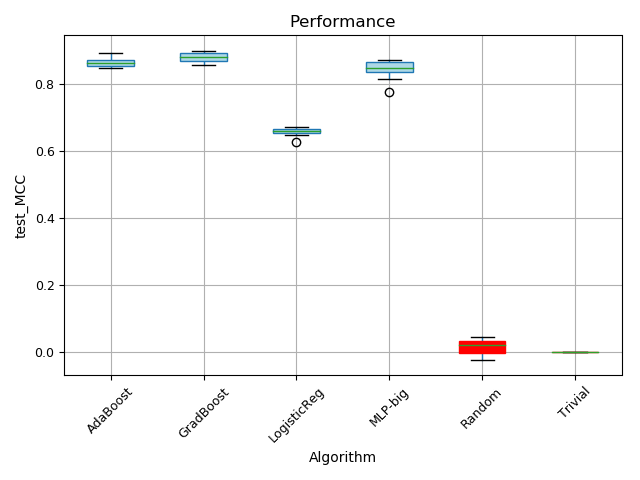 Performance
test_MCC
0.8
0.6
0.4
0.2
0.0
AdaBoost
GradBoost
LogisticReg
MLP-big
Random
Trivial
Algorithm